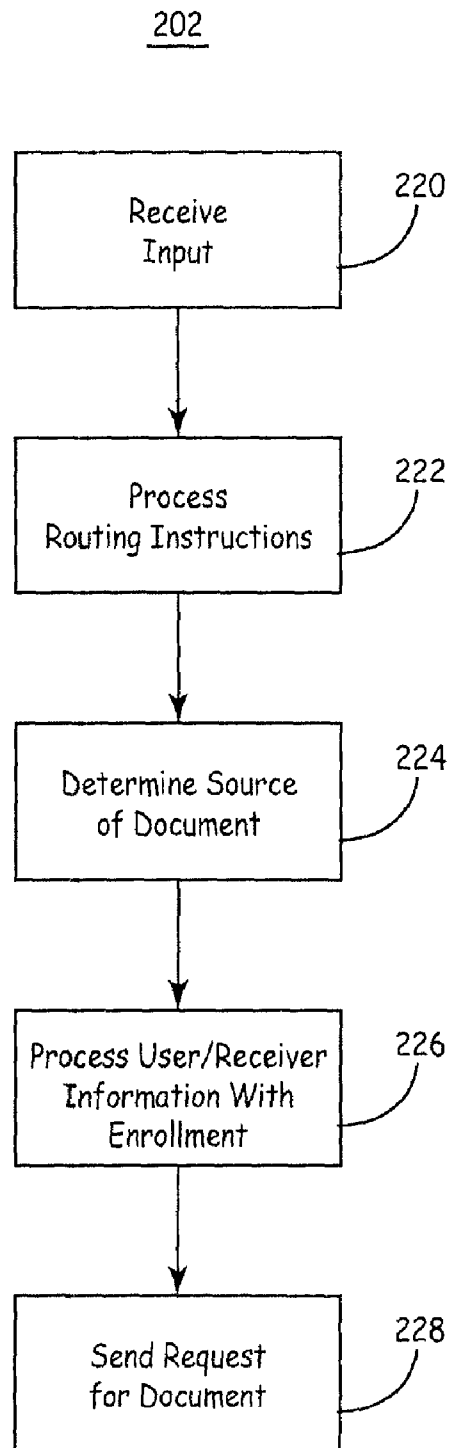 202
Receive
Input
220
Process
Routing Instructions
222
Determine Source
of Document
224
Process User/Receiver
Information With
Enrollment
226
Send Request
for Document
228